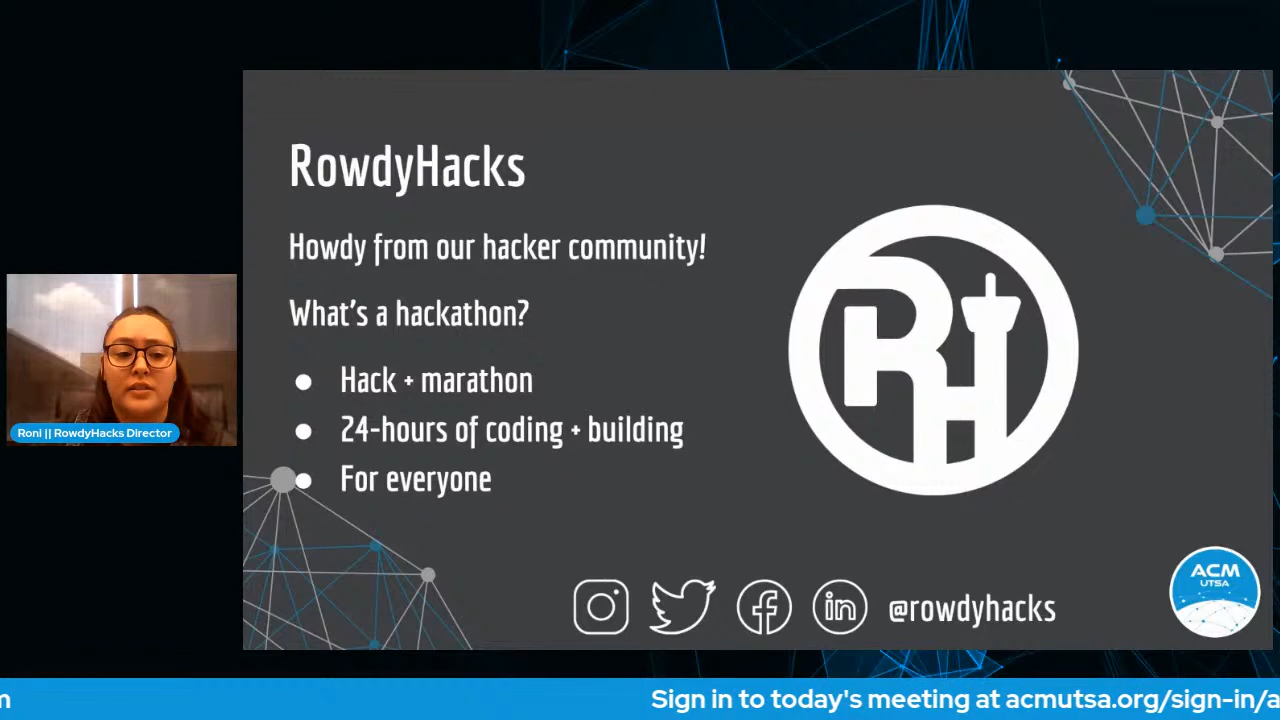 RowdyHacks
Howdy from our hacker community!
What's a hackathon?
● Hack + marathon
● 24-hours of coding + building
● For everyone
RH
Roni || RowdyHacks Director
@rowdyhacks
ACM
UTSA
m
Sign in to today's meeting at acmutsa.org/sign-in/a